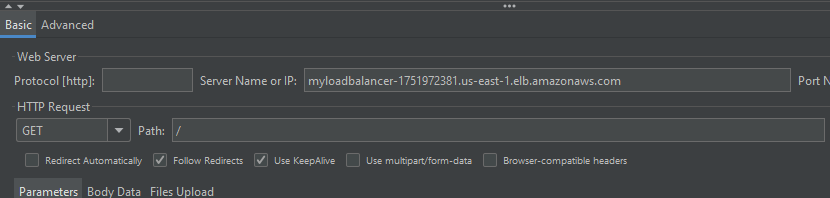 Basic Advanced
Web Server
Protocol [http]: Server Name or IP: myloadbalancer-1751972381.us-east-1.elb.amazonaws.com Port N
HTTP Request
GET Path: /
Redirect Automatically Follow Redirects Use KeepAlive Use multipart/form-data Browser-compatible headers
Parameters Body Data Files Upload